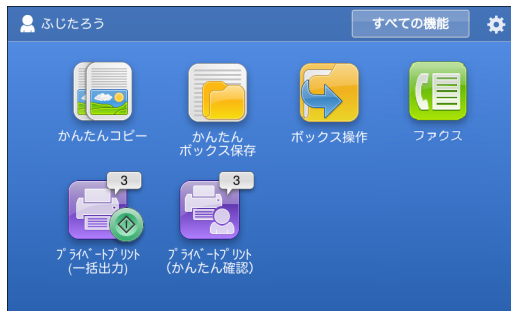 ふじたろう
すべての機能
かんたんコピー
かんたん
ボックス保存
ボックス操作
ファクス
3
3
プライベートプリント
(一括出力)
プライベートプリント
(かんたん確認)